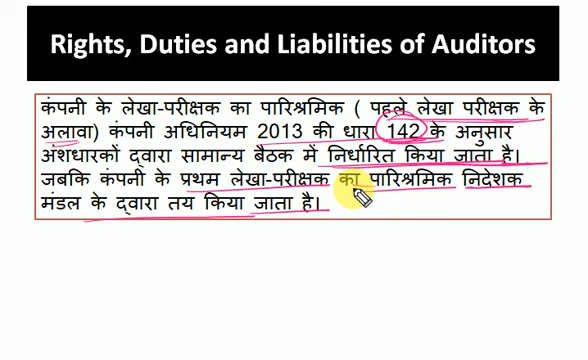 Rights, Duties and Liabilities of Auditors
कंपनी के लेखा-परीक्षक का पारिश्रमिक ( पहले लेखा परीक्षक के
अलावा) कंपनी अधिनियम 2013 की धारा 142 के अनुसार
अंशधारकों द्वारा सामान्य बैठक में निर्धारित किया जाता है।
जबकि कंपनी के प्रथम लेखा-परीक्षक का पारिश्रमिक निदेशक
मंडल के द्वारा तय किया जाता है।